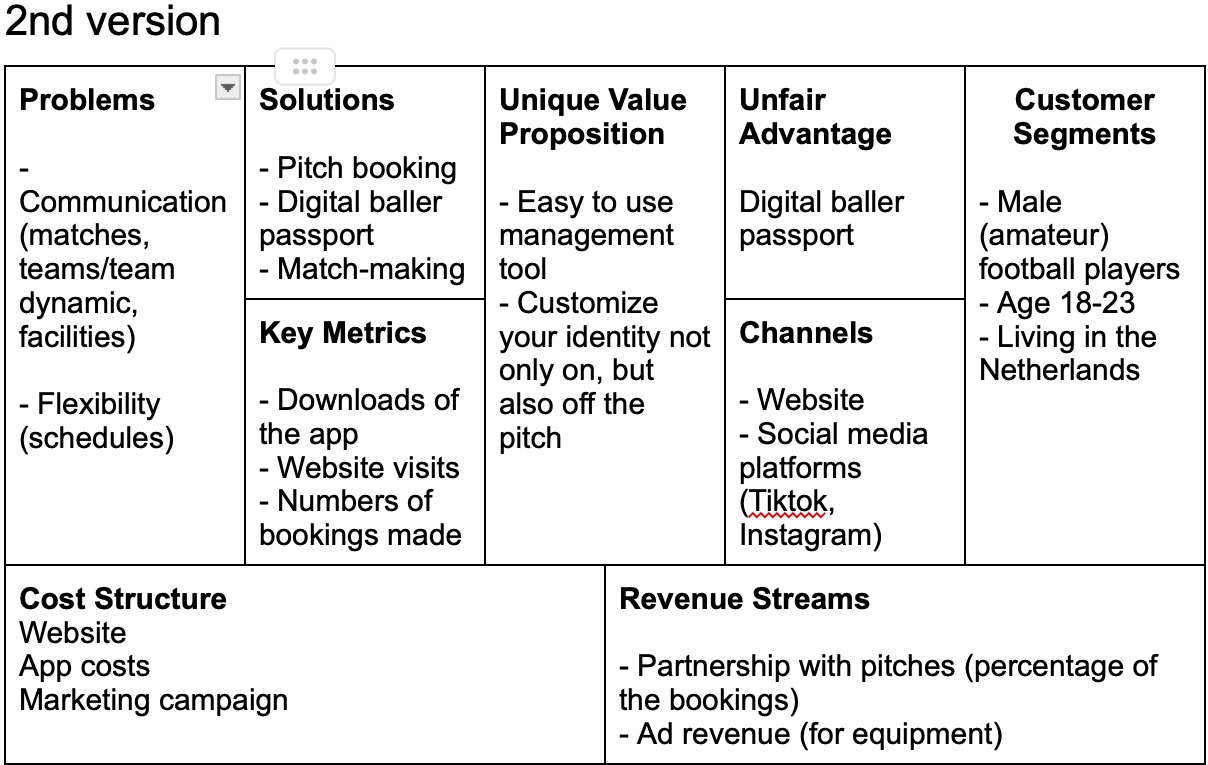 2nd version
Problems
-
Communication
(matches,
teams/team
dynamic,
facilities)
- Flexibility
(schedules)
Solutions
- Pitch booking
- Digital baller
passport
- Match-making
Key Metrics
- Downloads of
the app
- Website visits
- Numbers of
bookings made
Unique Value
Proposition
- Easy to use
management
tool
- Customize
your identity not
only on, but
also off the
pitch
Unfair
Advantage
Digital baller
passport
Channels
- Website
- Social media
platforms
(Tiktok,
Instagram)
Customer
Segments
- Male
(amateur)
football players
- Age 18-23
- Living in the
Netherlands
Cost Structure
Website
App costs
Marketing campaign
Revenue Streams
- Partnership with pitches (percentage of
the bookings)
- Ad revenue (for equipment)